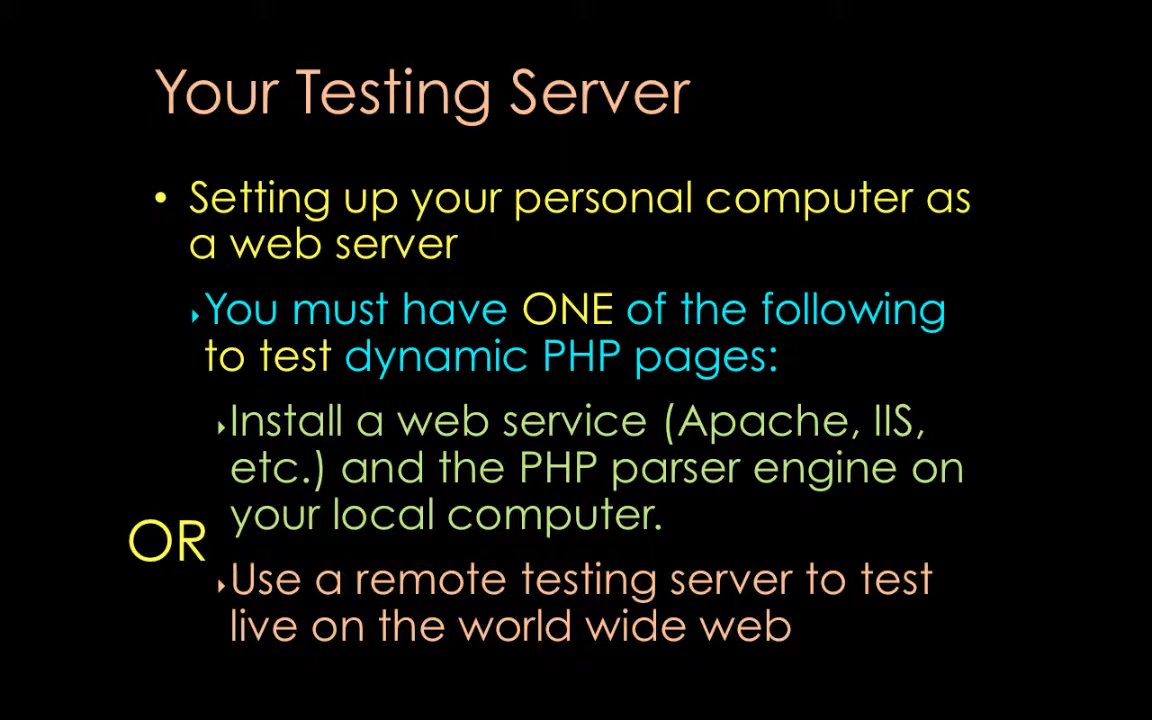 Your Testing Server
• Setting up your personal computer as
a web server
‣You must have ONE of the following
to test dynamic PHP pages:
‣Install a web service (Apache, IIS,
etc.) and the PHP parser engine on
your local computer.
OR
‣Use a remote testing server to test
live on the world wide web